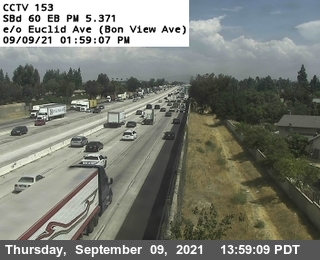 CCTV 153
SBd 60 EB PM 5.371
e/o Euclid Ave (Bon View Ave)
09/09/21 01:59:07 PM
Thursday, September 09, 2021 13:59:09 PDT